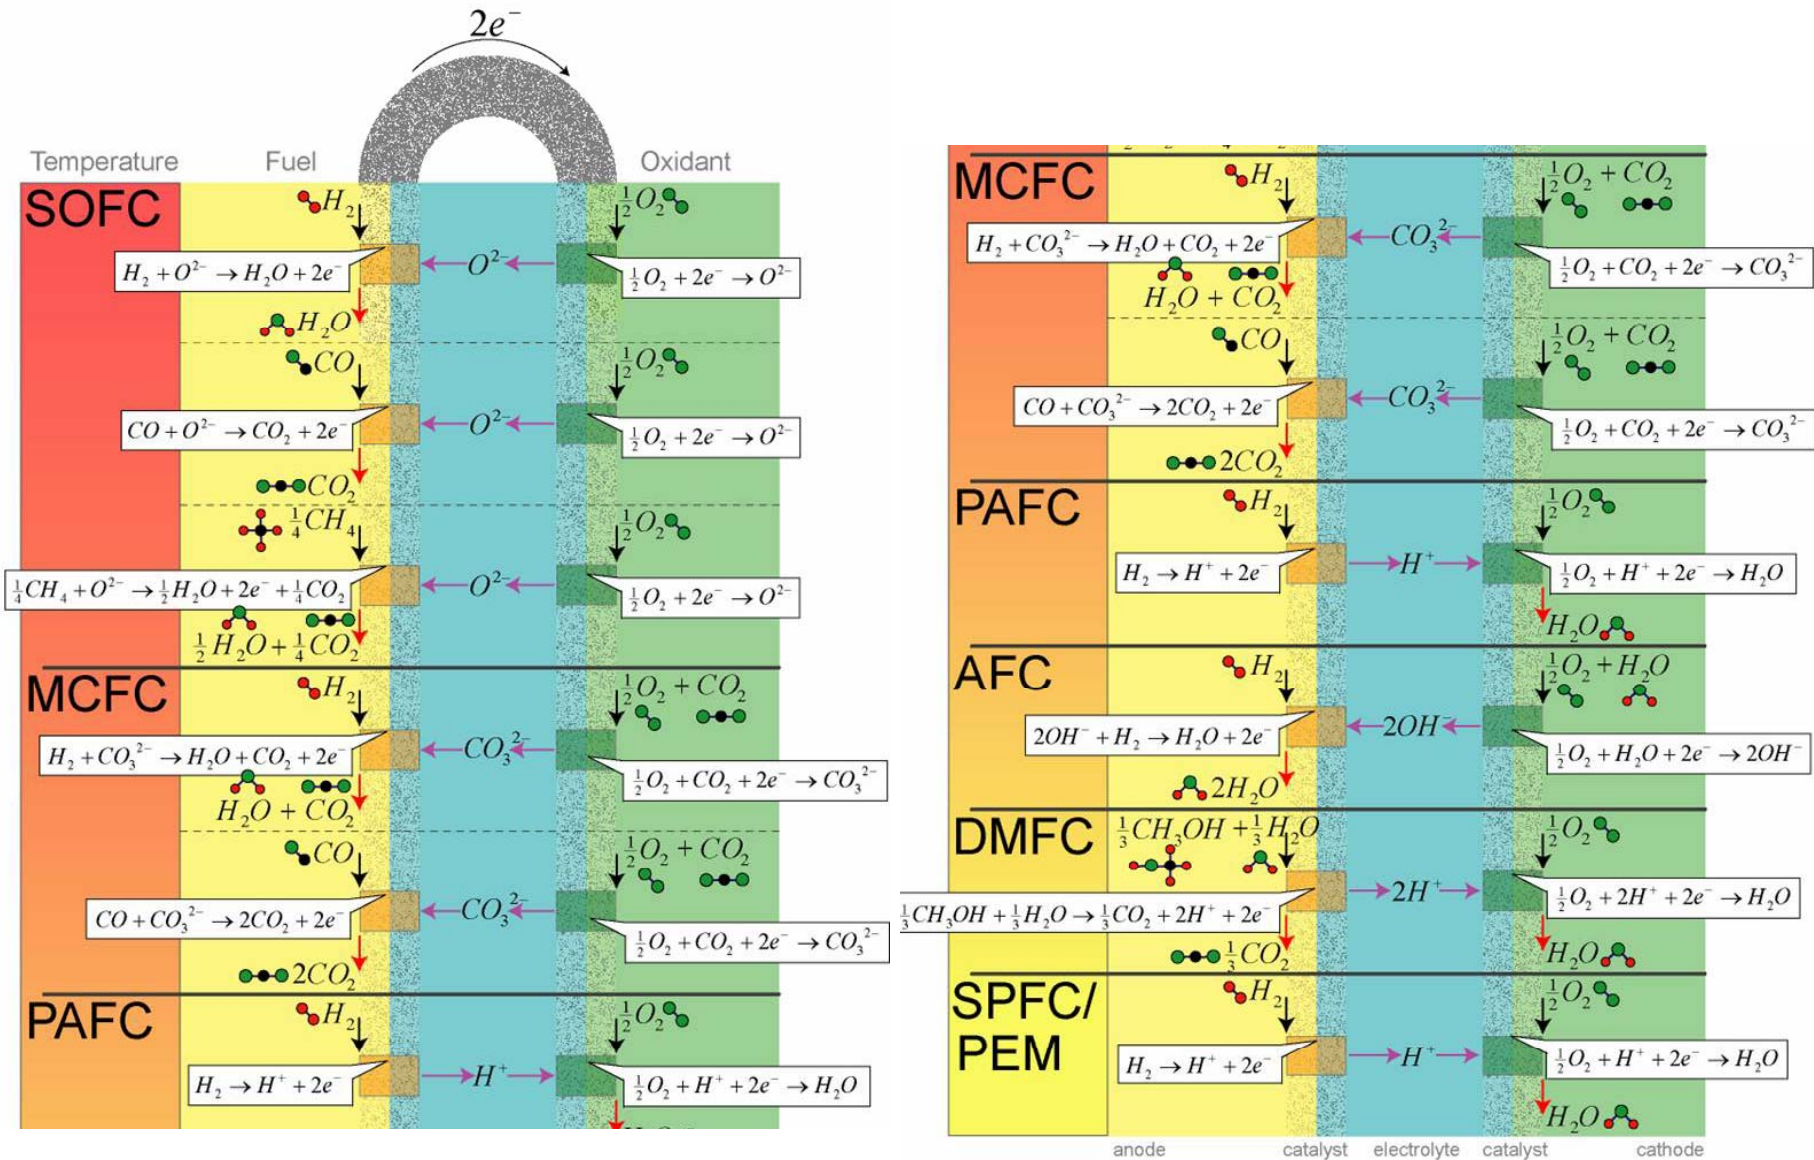 2e⁻
Temperature Fuel Oxidant
SOFC
H₂
½O₂
H₂ + O²⁻ → H₂O + 2e⁻
O²⁻
½O₂ + 2e⁻ → O²⁻
H₂O
CO
½O₂
CO + O²⁻ → CO₂ + 2e⁻
O²⁻
½O₂ + 2e⁻ → O²⁻
CO₂
¼CH₄
½O₂
¼CH₄ + O²⁻ → ½H₂O + 2e⁻ + ¼CO₂
O²⁻
½O₂ + 2e⁻ → O²⁻
½H₂O + ¼CO₂
MCFC
H₂
½O₂ + CO₂
H₂ + CO₃²⁻ → H₂O + CO₂ + 2e⁻
CO₃²⁻
½O₂ + CO₂ + 2e⁻ → CO₃²⁻
H₂O + CO₂
CO
½O₂ + CO₂
CO + CO₃²⁻ → 2CO₂ + 2e⁻
CO₃²⁻
½O₂ + CO₂ + 2e⁻ → CO₃²⁻
2CO₂
PAFC
H₂
½O₂
H₂ → H⁺ + 2e⁻
H⁺
½O₂ + H⁺ + 2e⁻ → H₂O
MCFC
H₂
½O₂ + CO₂
H₂ + CO₃²⁻ → H₂O + CO₂ + 2e⁻
CO₃²⁻
½O₂ + CO₂ + 2e⁻ → CO₃²⁻
H₂O + CO₂
CO
½O₂ + CO₂
CO + CO₃²⁻ → 2CO₂ + 2e⁻
CO₃²⁻
½O₂ + CO₂ + 2e⁻ → CO₃²⁻
2CO₂
PAFC
H₂
½O₂
H₂ → H⁺ + 2e⁻
H⁺
½O₂ + H⁺ + 2e⁻ → H₂O
H₂O
AFC
H₂
½O₂ + H₂O
2OH⁻ + H₂ → H₂O + 2e⁻
2OH⁻
½O₂ + H₂O + 2e⁻ → 2OH⁻
2H₂O
DMFC
⅓CH₃OH + ⅓H₂O
½O₂
⅓CH₃OH + ⅓H₂O → ⅓CO₂ + 2H⁺ + 2e⁻
2H⁺
½O₂ + 2H⁺ + 2e⁻ → H₂O
⅓CO₂
H₂O
SPFC/
PEM
H₂
½O₂
H₂ → H⁺ + 2e⁻
H⁺
½O₂ + H⁺ + 2e⁻ → H₂O
H₂O
anode catalyst electrolyte catalyst cathode